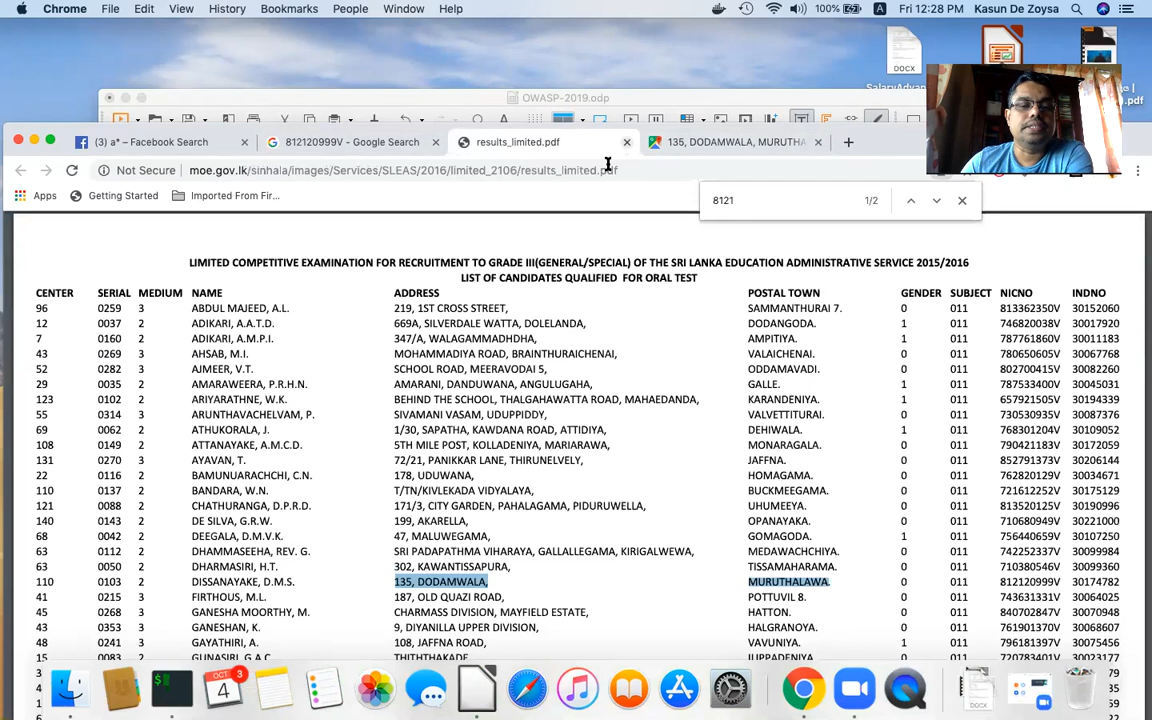 Chrome File Edit View History Bookmarks People Window Help 100% A Fri 12:28 PM Kasun De Zoysa
DOCX
OWASP-2019.odp
(3) a* – Facebook Search
812120999V - Google Search
results_limited.pdf
135, DODAMWALA, MURUTHA
Not Secure moe.gov.lk/sinhala/images/Services/SLEAS/2016/limited_2106/results_limited.pdf
Apps Getting Started Imported From Fir...
8121 1/2
LIMITED COMPETITIVE EXAMINATION FOR RECRUITMENT TO GRADE III(GENERAL/SPECIAL) OF THE SRI LANKA EDUCATION ADMINISTRATIVE SERVICE 2015/2016
LIST OF CANDIDATES QUALIFIED FOR ORAL TEST
CENTER SERIAL MEDIUM NAME ADDRESS POSTAL TOWN GENDER SUBJECT NICNO INDNO
96 0259 3 ABDUL MAJEED, A.L. 219, 1ST CROSS STREET, SAMMANTHURAI 7. 0 011 813362350V 30152060
12 0037 2 ADIKARI, A.A.T.D. 669A, SILVERDALE WATTA, DOLELANDA, DODANGODA. 1 011 746820038V 30017920
7 0160 2 ADIKARI, A.M.P.I. 347/A, WALAGAMMADHDHA, AMPITIYA. 1 011 787761860V 30011183
43 0269 3 AHSAB, M.I. MOHAMMADIYA ROAD, BRAINTHURAICHENAI, VALAICHENAI. 0 011 780650605V 30067768
52 0282 3 AJMEER, V.T. SCHOOL ROAD, MEERAVODAI 5, ODDAMAVADI. 0 011 802700415V 30082260
29 0035 2 AMARAWEERA, P.R.H.N. AMARANI, DANDUWANA, ANGULUGAHA, GALLE. 1 011 787533400V 30045031
123 0102 2 ARIYARATHNE, W.K. BEHIND THE SCHOOL, THALGAHAWATTA ROAD, MAHAEDANDA, KARANDENIYA. 1 011 657921505V 30194339
55 0314 3 ARUNTHAVACHELVAM, P. SIVAMANI VASAM, UDUPIDDY, VALVETTITURAI. 0 011 730530935V 30087376
69 0062 2 ATHUKORALA, J. 1/30, SAPATHA, KAWDANA ROAD, ATTIDIYA, DEHIWALA. 1 011 768301204V 30109052
108 0149 2 ATTANAYAKE, A.M.C.D. 5TH MILE POST, KOLLADENIYA, MARIARAWA, MONARAGALA. 0 011 790421183V 30172059
131 0270 3 AYAVAN, T. 72/21, PANIKKAR LANE, THIRUNELVELY, JAFFNA. 0 011 852791373V 30206144
22 0116 2 BAMUNUARACHCHI, C.N. 178, UDUWANA, HOMAGAMA. 0 011 762820129V 30034671
110 0137 2 BANDARA, W.N. T/TN/KIVLEKADA VIDYALAYA, BUCKMEEGAMA. 0 011 721612252V 30175129
121 0088 2 CHATHURANGA, D.P.R.D. 171/3, CITY GARDEN, PAHALAGAMA, PIDURUWELLA, UHUMEEYA. 0 011 813520125V 30190996
140 0143 2 DE SILVA, G.R.W. 199, AKARELLA, OPANAYAKA. 0 011 710680949V 30221000
68 0042 2 DEEGALA, D.M.V.K. 47, MALUWEGAMA, GOMAGODA. 1 011 756440659V 30107250
63 0112 2 DHAMMASEEHA, REV. G. SRI PADAPATHMA VIHARAYA, GALLALLEGAMA, KIRIGALWEWA, MEDAWACHCHIYA. 0 011 742252337V 30099984
63 0050 2 DHARMASIRI, H.T. 302, KAWANTISSAPURA, TISSAMAHARAMA. 0 011 710380546V 30099360
110 0103 2 DISSANAYAKE, D.M.S. 135, DODAMWALA, MURUTHALAWA. 0 011 812120999V 30174782
41 0215 3 FIRTHOUS, M.L. 187, OLD QUAZI ROAD, POTTUVIL 8. 0 011 743631331V 30064025
45 0268 3 GANESHA MOORTHY, M. CHARMASS DIVISION, MAYFIELD ESTATE, HATTON. 0 011 840702847V 30070948
43 0353 3 GANESHAN, K. 9, DIYANILLA UPPER DIVISION, HALGRANOYA. 0 011 761901370V 30068607
48 0241 3 GAYATHIRI, A. 108, JAFFNA ROAD, VAVUNIYA. 1 011 796181397V 30075456
15 0083 2 GUNASIRI, G.A.C. THITHTHAKADE, 0 011 720783401V 30023177
OCT 3
4
DOCX